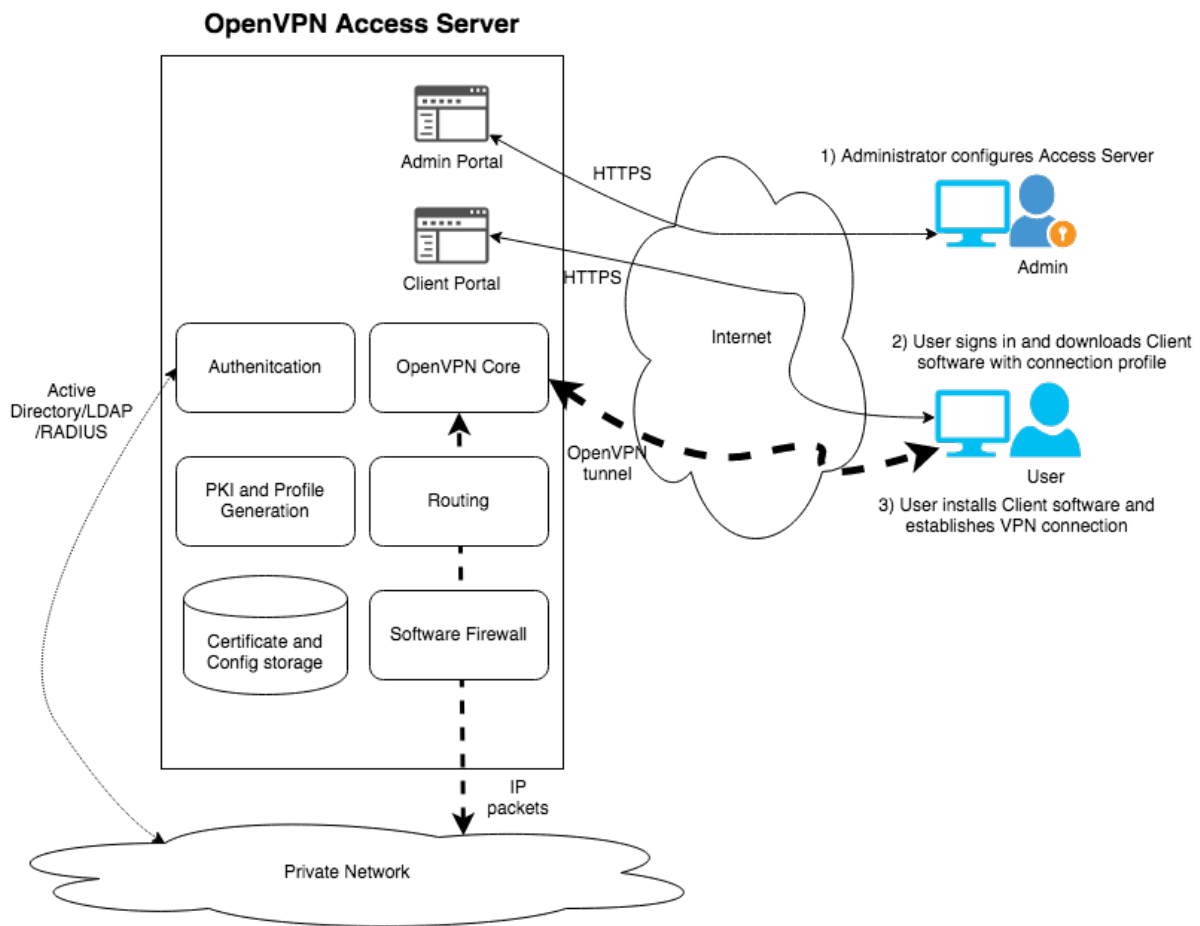 OpenVPN Access Server
Admin Portal
HTTPS
1) Administrator configures Access Server
Admin
Client Portal
HTTPS
Internet
2) User signs in and downloads Client
software with connection profile
User
3) User installs Client software and
establishes VPN connection
Authenitcation
OpenVPN Core
Active
Directory/LDAP
/RADIUS
OpenVPN
tunnel
PKI and Profile
Generation
Routing
Certificate and
Config storage
Software Firewall
IP
packets
Private Network